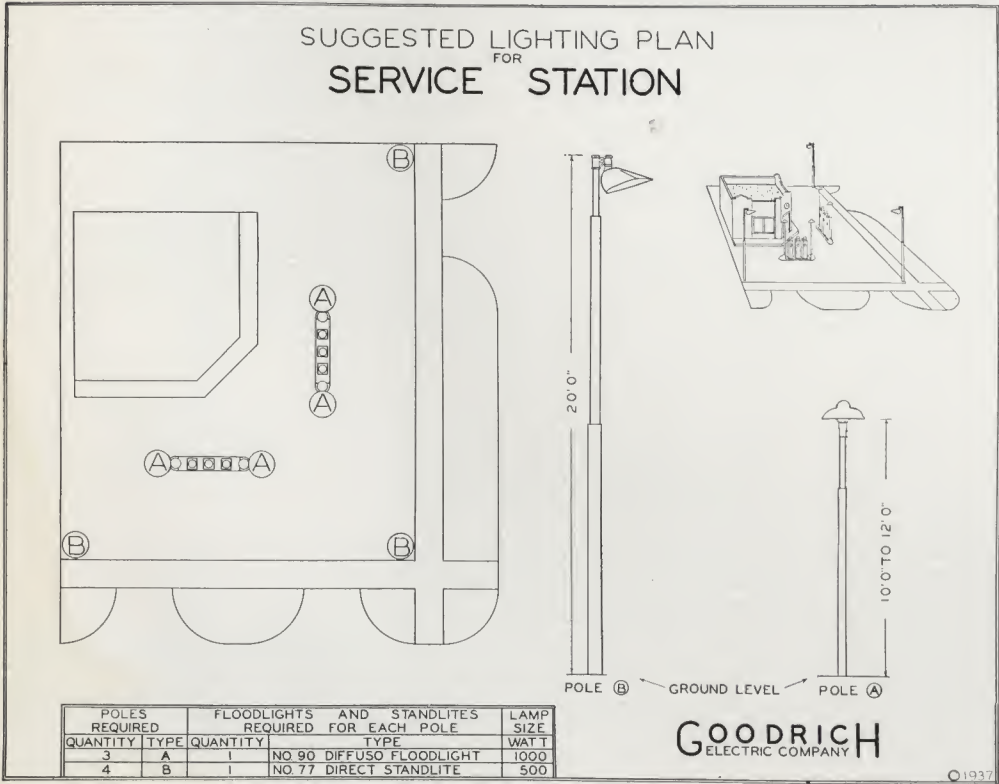 SUGGESTED LIGHTING PLAN
FOR
SERVICE STATION
B
A
A
A A
B B
20'0"
10'0" TO 12'0"
POLE B GROUND LEVEL POLE A
POLES REQUIRED FLOODLIGHTS AND STANDLITES REQUIRED FOR EACH POLE LAMP SIZE
QUANTITY TYPE QUANTITY TYPE WATT
3 A 1 NO. 90 DIFFUSO FLOODLIGHT 1000
4 B 1 NO. 77 DIRECT STANDLITE 500
GOODRICH
ELECTRIC COMPANY
©1937